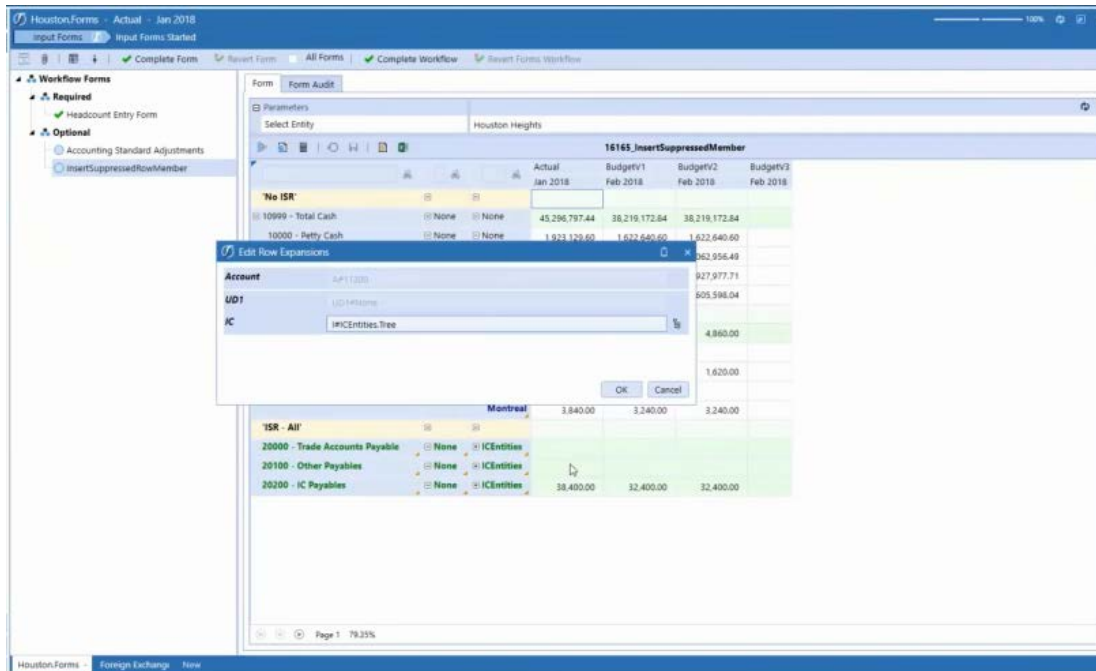 Houston.Forms - Actual - Jan 2018
100%
Input Forms Input Forms Started
Complete Form Revert Form All Forms Complete Workflow Revert Forms Workflow
Workflow Forms
Required
Headcount Entry Form
Optional
Accounting Standard Adjustments
InsertSuppressedRowMember
Form Form Audit
Parameters
Select Entity Houston Heights
16165_InsertSuppressedMember
Actual BudgetV1 BudgetV2 BudgetV3
Jan 2018 Feb 2018 Feb 2018 Feb 2018
'No ISR'
10999 - Total Cash None None 45,296,797.44 38,219,172.84 38,219,172.84
10000 - Petty Cash None None 1,923,129.60 1,622,640.60 1,622,640.60
Edit Row Expansions
062,956.49
Account A#11200
927,977.71
UD1 UD1#None
605,598.04
IC I#ICEntities.Tree
4,860.00
1,620.00
OK Cancel
Montreal 3,840.00 3,240.00 3,240.00
'ISR - All'
20000 - Trade Accounts Payable None ICEntities
20100 - Other Payables None ICEntities
20200 - IC Payables None ICEntities 38,400.00 32,400.00 32,400.00
Page 1 79.35%
Houston.Forms - Foreign Exchange New